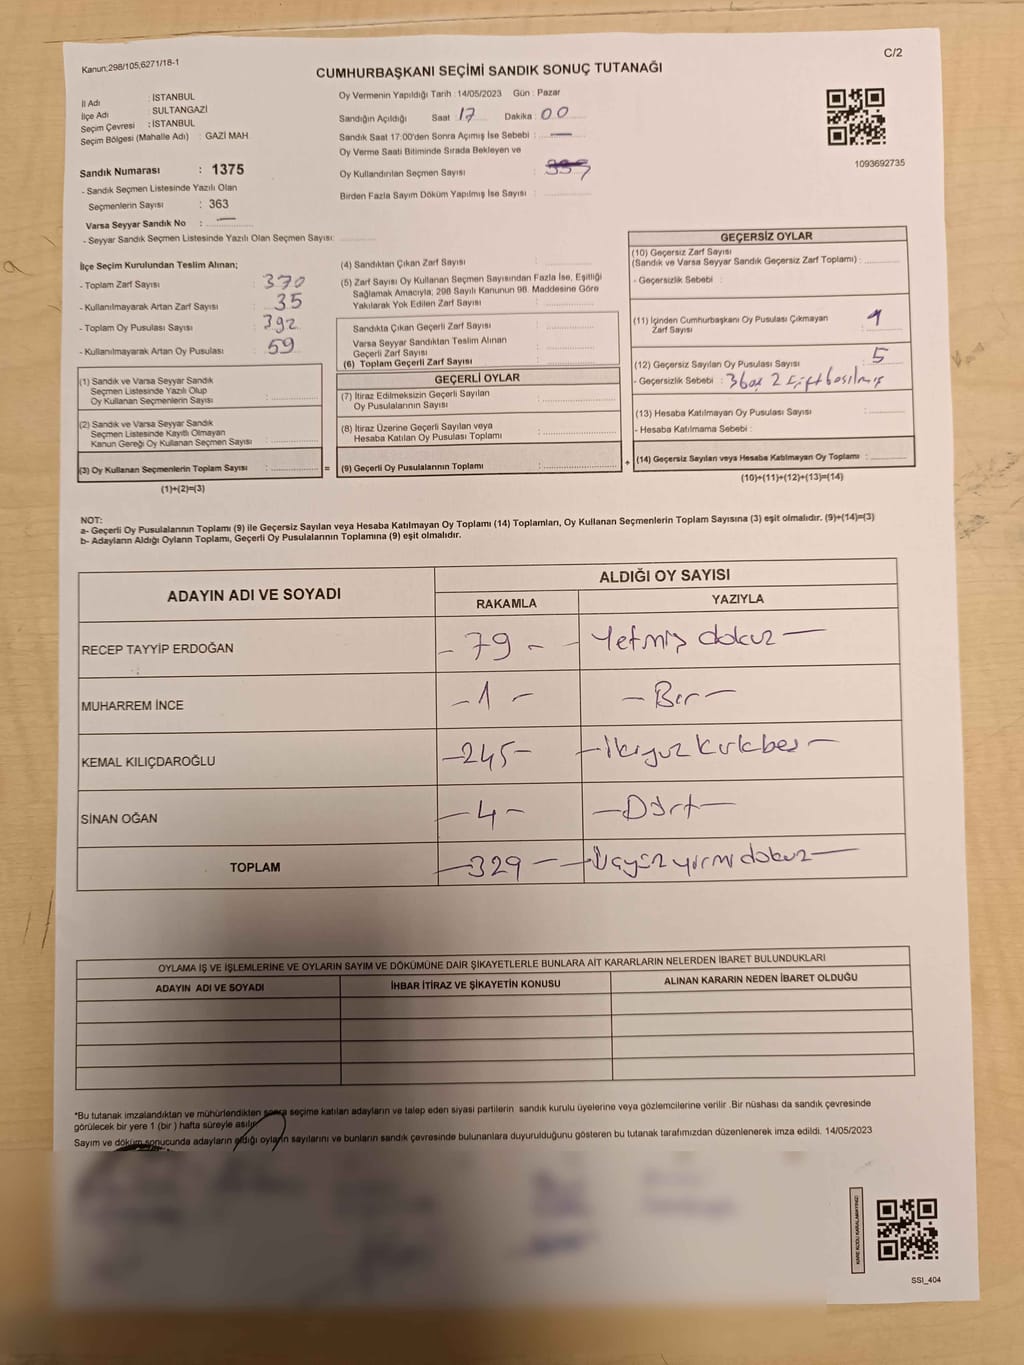 Kanun;298/105,6271/18-1
C/2
CUMHURBAŞKANI SEÇİMİ SANDIK SONUÇ TUTANAĞI
İl Adı : İSTANBUL
İlçe Adı : SULTANGAZİ
Seçim Çevresi : İSTANBUL
Seçim Bölgesi (Mahalle Adı) : GAZİ MAH.
Sandık Numarası : 1375
- Sandık Seçmen Listesinde Yazılı Olan
Seçmenlerin Sayısı : 363
Varsa Seyyar Sandık No : —
- Seyyar Sandık Seçmen Listesinde Yazılı Olan Seçmen Sayısı:
Oy Vermenin Yapıldığı Tarih :14/05/2023 Gün : Pazar
Sandığın Açıldığı Saat : 17 Dakika : 00
Sandık Saat 17:00'den Sonra Açılmış İse Sebebi : —
Oy Verme Saati Bitiminde Sırada Bekleyen ve
Oy Kullandırılan Seçmen Sayısı :
Birden Fazla Sayım Döküm Yapılmış İse Sayısı :
1093692735
İlçe Seçim Kurulundan Teslim Alınan;
- Toplam Zarf Sayısı : 370
- Kullanılmayarak Artan Zarf Sayısı : 35
- Toplam Oy Pusulası Sayısı : 392
- Kullanılmayarak Artan Oy Pusulası : 59
(1) Sandık ve Varsa Seyyar Sandık
Seçmen Listesinde Yazılı Olup
Oy Kullanan Seçmenlerin Sayısı :
(2) Sandık ve Varsa Seyyar Sandık
Seçmen Listesinde Kayıtlı Olmayan
Kanun Gereği Oy Kullanan Seçmen Sayısı :
(3) Oy Kullanan Seçmenlerin Toplam Sayısı : =
(1)+(2)=(3)
(4) Sandıktan Çıkan Zarf Sayısı :
(5) Zarf Sayısı Oy Kullanan Seçmen Sayısından Fazla İse, Eşitliği
Sağlamak Amacıyla; 298 Sayılı Kanunun 98. Maddesine Göre
Yakılarak Yok Edilen Zarf Sayısı :
Sandıkta Çıkan Geçerli Zarf Sayısı :
Varsa Seyyar Sandıktan Teslim Alınan
Geçerli Zarf Sayısı :
(6) Toplam Geçerli Zarf Sayısı :
GEÇERLİ OYLAR
(7) İtiraz Edilmeksizin Geçerli Sayılan
Oy Pusulalarının Sayısı :
(8) İtiraz Üzerine Geçerli Sayılan veya
Hesaba Katılan Oy Pusulası Toplamı :
(9) Geçerli Oy Pusulalarının Toplamı : +
GEÇERSİZ OYLAR
(10) Geçersiz Zarf Sayısı
(Sandık ve Varsa Seyyar Sandık Geçersiz Zarf Toplamı) :
- Geçersizlik Sebebi :
(11) İçinden Cumhurbaşkanı Oy Pusulası Çıkmayan
Zarf Sayısı : 1
(12) Geçersiz Sayılan Oy Pusulası Sayısı : 5
- Geçersizlik Sebebi : 3 boş 2 çift basılmış
(13) Hesaba Katılmayan Oy Pusulası Sayısı :
- Hesaba Katılmama Sebebi :
(14) Geçersiz Sayılan veya Hesaba Katılmayan Oy Toplamı :
(10)+(11)+(12)+(13)=(14)
NOT:
a- Geçerli Oy Pusulalarının Toplamı (9) ile Geçersiz Sayılan veya Hesaba Katılmayan Oy Toplamı (14) Toplamları, Oy Kullanan Seçmenlerin Toplam Sayısına (3) eşit olmalıdır. (9)+(14)=(3)
b- Adayların Aldığı Oyların Toplamı, Geçerli Oy Pusulalarının Toplamına (9) eşit olmalıdır.
ADAYIN ADI VE SOYADI
ALDIĞI OY SAYISI
RAKAMLA YAZIYLA
RECEP TAYYİP ERDOĞAN - 79 - - Yetmiş dokuz -
MUHARREM İNCE - 1 - - Bir -
KEMAL KILIÇDAROĞLU - 245 - - İkiyüz kırkbeş -
SİNAN OĞAN - 4 - - Dört -
TOPLAM - 329 - - Üçyüz yirmi dokuz -
OYLAMA İŞ VE İŞLEMLERİNE VE OYLARIN SAYIM VE DÖKÜMÜNE DAİR ŞİKAYETLERLE BUNLARA AİT KARARLARIN NELERDEN İBARET BULUNDUKLARI
ADAYIN ADI VE SOYADI İHBAR İTİRAZ VE ŞİKAYETİN KONUSU ALINAN KARARIN NEDEN İBARET OLDUĞU
*Bu tutanak imzalandıktan ve mühürlendikten sonra seçime katılan adayların ve talep eden siyasi partilerin sandık kurulu üyelerine veya gözlemcilerine verilir .Bir nüshası da sandık çevresinde
görülecek bir yere 1 (bir ) hafta süreyle asılır.
Sayım ve döküm sonucunda adayların aldığı oyların sayılarını ve bunların sandık çevresinde bulunanlara duyurulduğunu gösteren bu tutanak tarafımızdan düzenlenerek imza edildi. 14/05/2023
KARE KODU KARALAMAYINIZ!
SSI_404